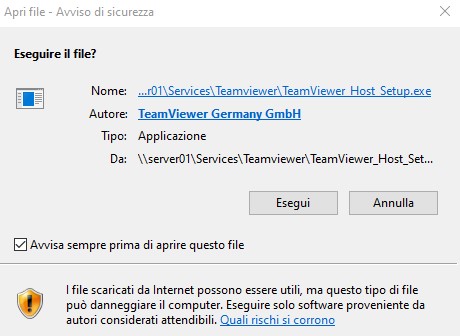 Apri file - Avviso di sicurezza
Eseguire il file?
Nome: ...r01\Services\Teamviewer\TeamViewer_Host_Setup.exe
Autore: TeamViewer Germany GmbH
Tipo: Applicazione
Da: \\server01\Services\Teamviewer\TeamViewer_Host_Set...
Esegui Annulla
Avvisa sempre prima di aprire questo file
I file scaricati da Internet possono essere utili, ma questo tipo di file
può danneggiare il computer. Eseguire solo software proveniente da
autori considerati attendibili. Quali rischi si corrono